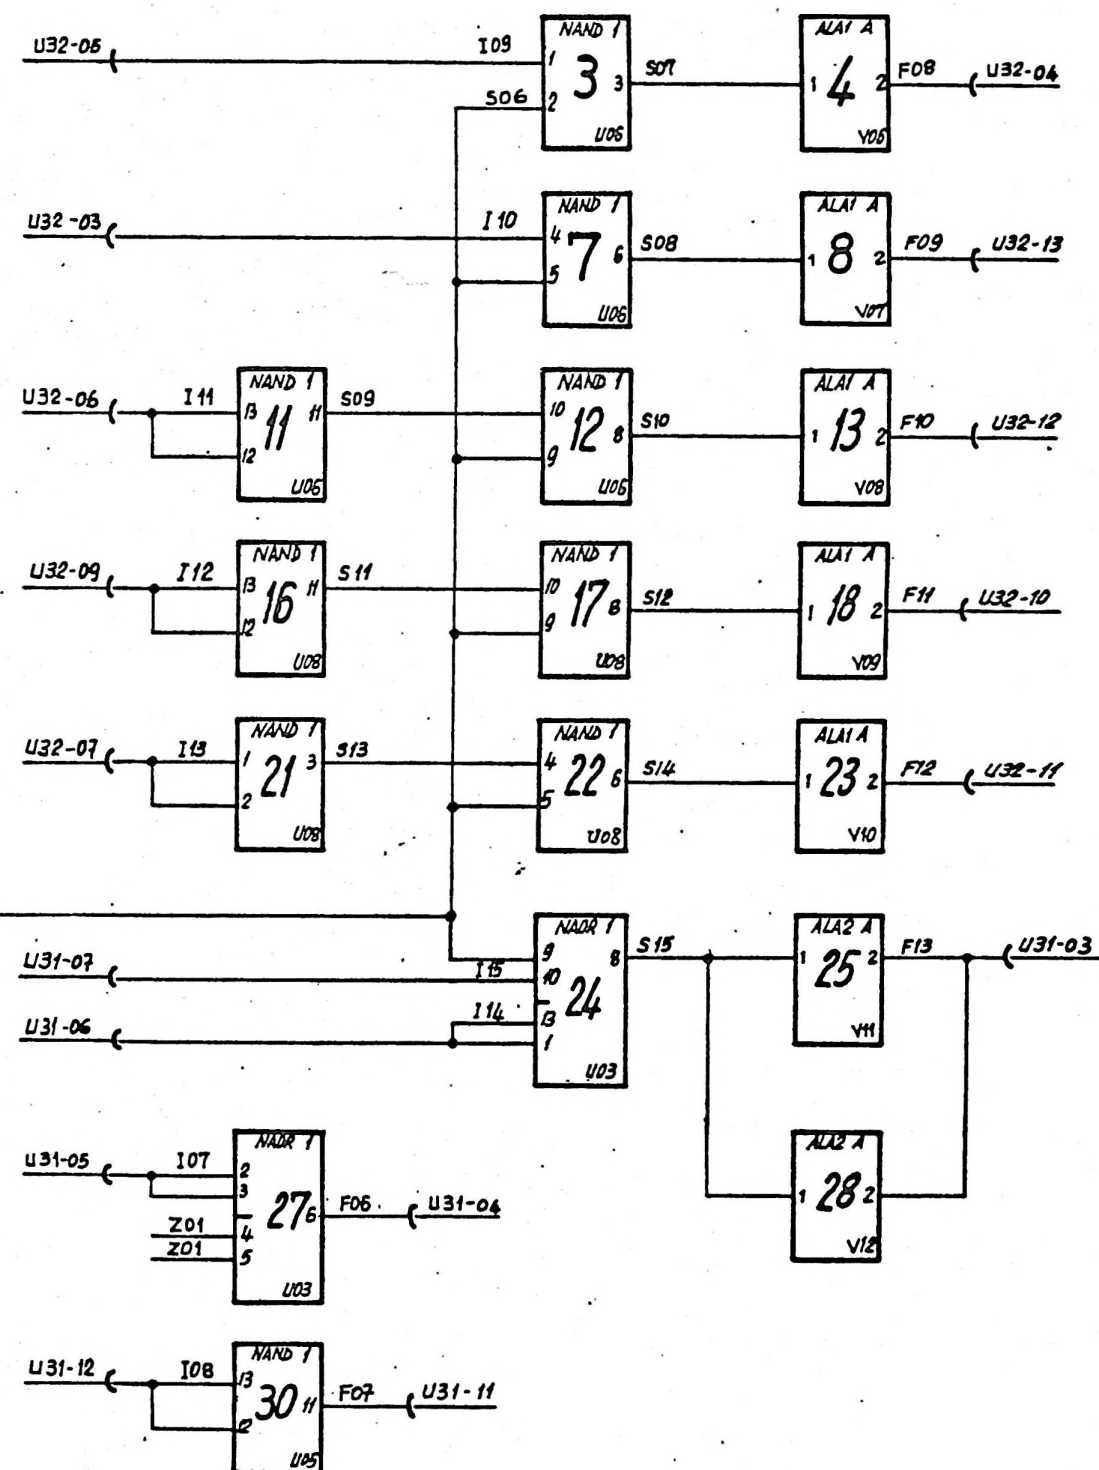 U32-05 I09 1 NAND 1 3 3 U06 S07 1 ALA1 A 4 2 V06 F08 U32-04
S06 2
U32-03 I10 4 NAND 1 7 6 U06 S08 1 ALA1 A 8 2 V07 F09 U32-13
5
U32-06 I11 13 NAND 1 11 11 U06 S09 10 NAND 1 12 8 U06 S10 1 ALA1 A 13 2 V08 F10 U32-12
12 9
U32-09 I12 13 NAND 1 16 11 U08 S11 10 NAND 1 17 8 U08 S12 1 ALA1 A 18 2 V09 F11 U32-10
12 9
U32-07 I13 1 NAND 1 21 3 U08 S13 4 NAND 1 22 6 U08 S14 1 ALA1 A 23 2 V10 F12 U32-11
2 5
9 NAOR 1 24 8 U03 S15 1 ALA2 A 25 2 V11 F13 U31-03
U31-07 I15 10
I14 13
U31-06 1
1 ALA2 A 28 2 V12
U31-05 I07 2 NAOR 1 27 6 U03 F06 U31-04
3
Z01 4
Z01 5
U31-12 I08 13 NAND 1 30 11 U05 F07 U31-11
12